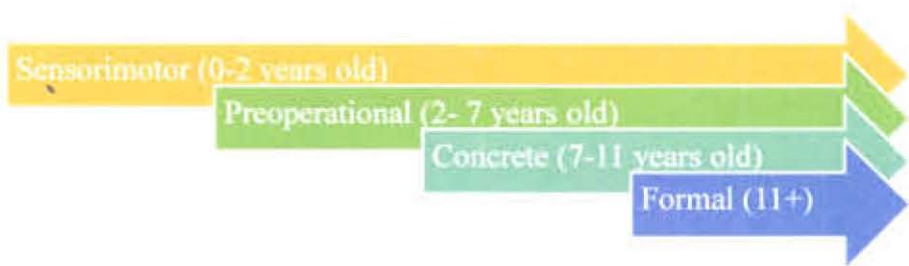 Sensorimotor (0-2 years old)
Preoperational (2- 7 years old)
Concrete (7-11 years old)
Formal (11+)